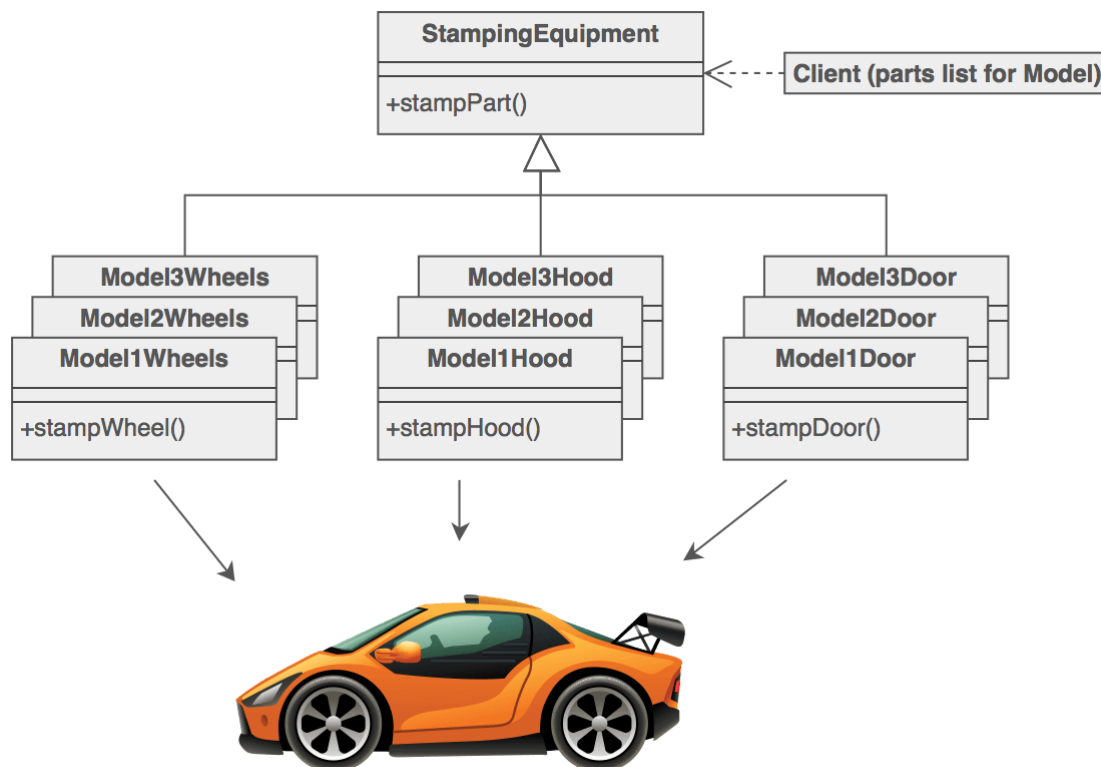 StampingEquipment
+stampPart()
Client (parts list for Model)
Model3Wheels
Model2Wheels
Model1Wheels
+stampWheel()
Model3Hood
Model2Hood
Model1Hood
+stampHood()
Model3Door
Model2Door
Model1Door
+stampDoor()